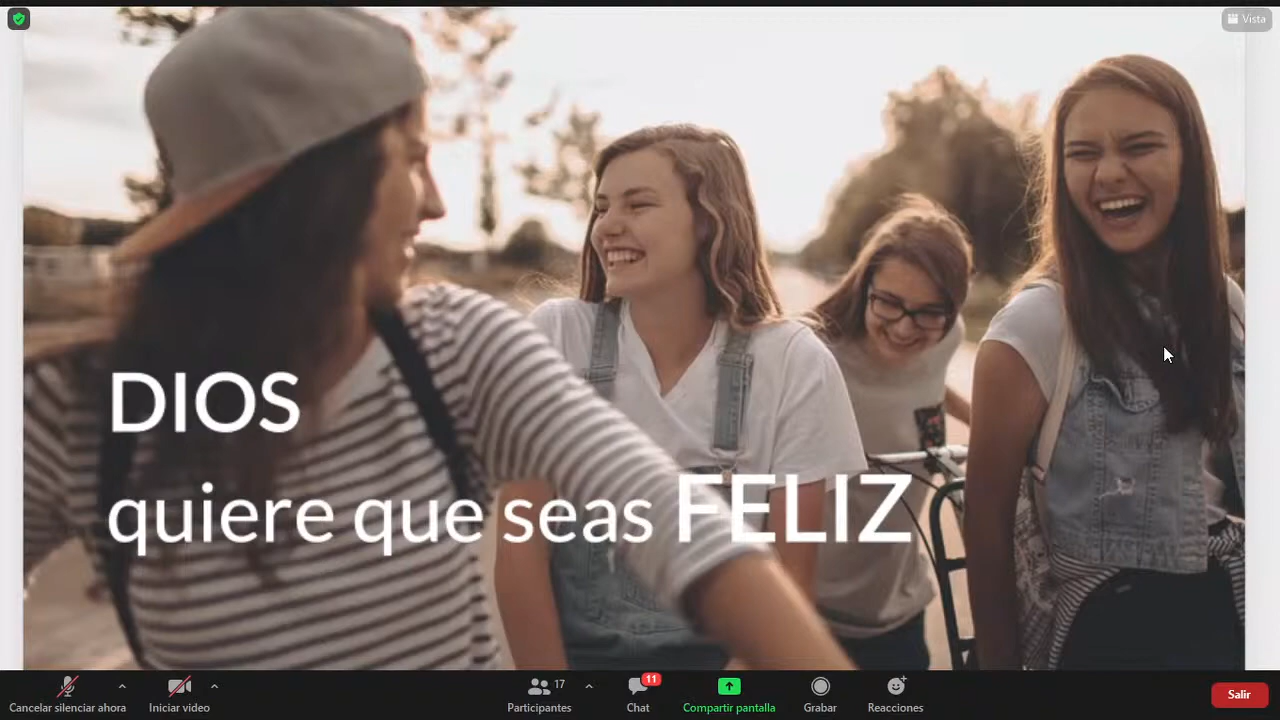 Vista
DIOS
quiere que seas FELIZ
17
11
Cancelar silenciar ahora
Iniciar video
Participantes
Chat
Compartir pantalla
Grabar
Reacciones
Salir